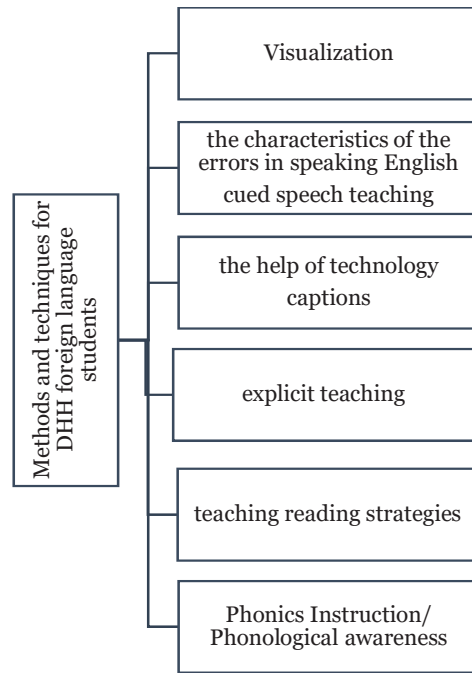 Methods and techniques for
DHH foreign language
students
Visualization
the characteristics of the
errors in speaking English
cued speech teaching
the help of technology
captions
explicit teaching
teaching reading strategies
Phonics Instruction/
Phonological awareness